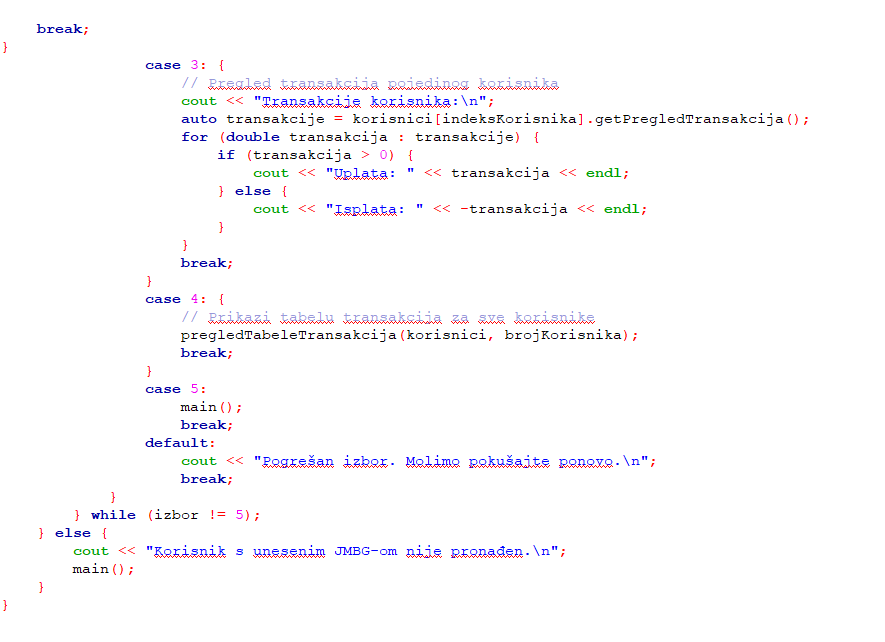 break;
}
case 3: {
// Pregled transakcija pojedinog korisnika
cout << "Transakcije korisnika:\n";
auto transakcije = korisnici[indeksKorisnika].getPregledTransakcija();
for (double transakcija : transakcije) {
if (transakcija > 0) {
cout << "Uplata: " << transakcija << endl;
} else {
cout << "Isplata: " << -transakcija << endl;
}
}
break;
}
case 4: {
// Prikazi tabelu transakcija za sve korisnike
pregledTabeleTransakcija(korisnici, brojKorisnika);
break;
}
case 5:
main();
break;
default:
cout << "Pogrešan izbor. Molimo pokušajte ponovo.\n";
break;
}
} while (izbor != 5);
} else {
cout << "Korisnik s unesenim JMBG-om nije pronađen.\n";
main();
}
}